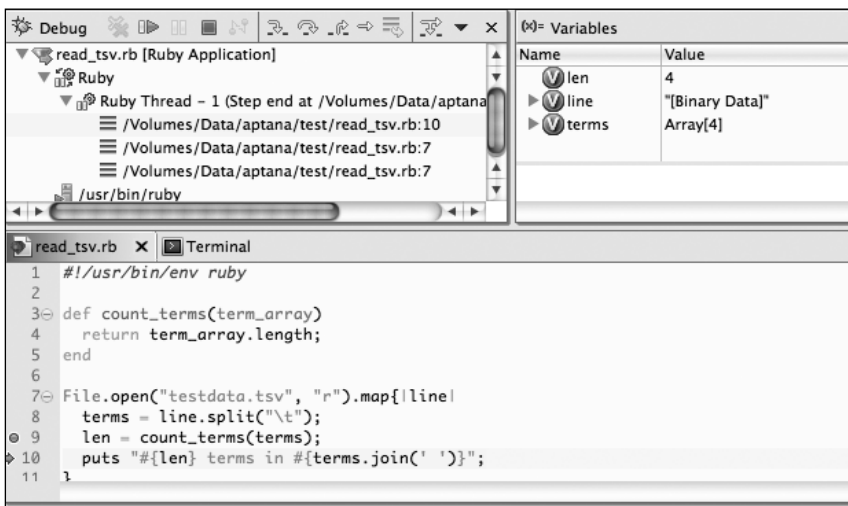 Debug
read_tsv.rb [Ruby Application]
Ruby
Ruby Thread – 1 (Step end at /Volumes/Data/aptana
/Volumes/Data/aptana/test/read_tsv.rb:10
/Volumes/Data/aptana/test/read_tsv.rb:7
/Volumes/Data/aptana/test/read_tsv.rb:7
/usr/bin/ruby
(x)= Variables
Name Value
len 4
line "[Binary Data]"
terms Array[4]
read_tsv.rb Terminal
1 #!/usr/bin/env ruby
2
3 def count_terms(term_array)
4 return term_array.length;
5 end
6
7 File.open("testdata.tsv", "r").map{|line|
8 terms = line.split("\t");
9 len = count_terms(terms);
10 puts "#{len} terms in #{terms.join(' ')}";
11 }